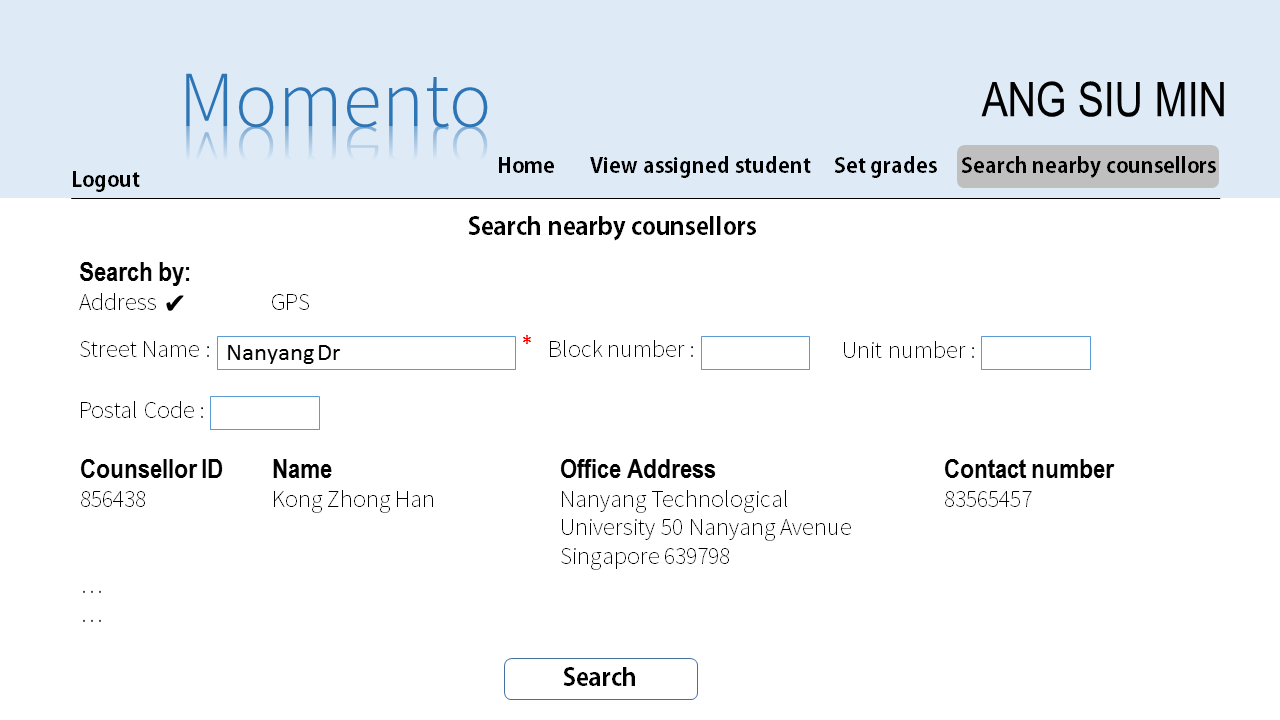 Momento
ANG SIU MIN
Logout
Home View assigned student Set grades Search nearby counsellors
Search nearby counsellors
Search by:
Address ✔ GPS
Street Name : Nanyang Dr * Block number : Unit number :
Postal Code :
Counsellor ID Name Office Address Contact number
856438 Kong Zhong Han Nanyang Technological 83565457
University 50 Nanyang Avenue
Singapore 639798
...
...
Search